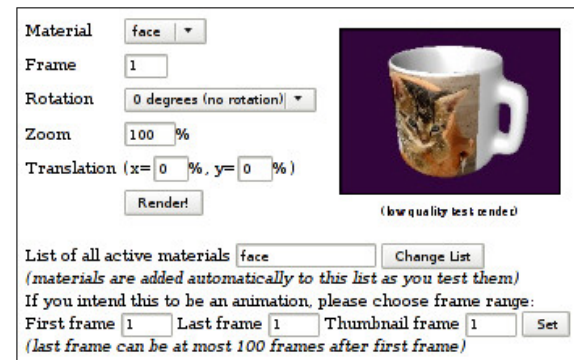 Material face
Frame 1
Rotation 0 degrees (no rotation)
Zoom 100 %
Translation (x= 0 %, y= 0 %)
Render!
(low quality test render)
List of all active materials face Change List
(materials are added automatically to this list as you test them)
If you intend this to be an animation, please choose frame range:
First frame 1 Last frame 1 Thumbnail frame 1 Set
(last frame can be at most 100 frames after first frame)